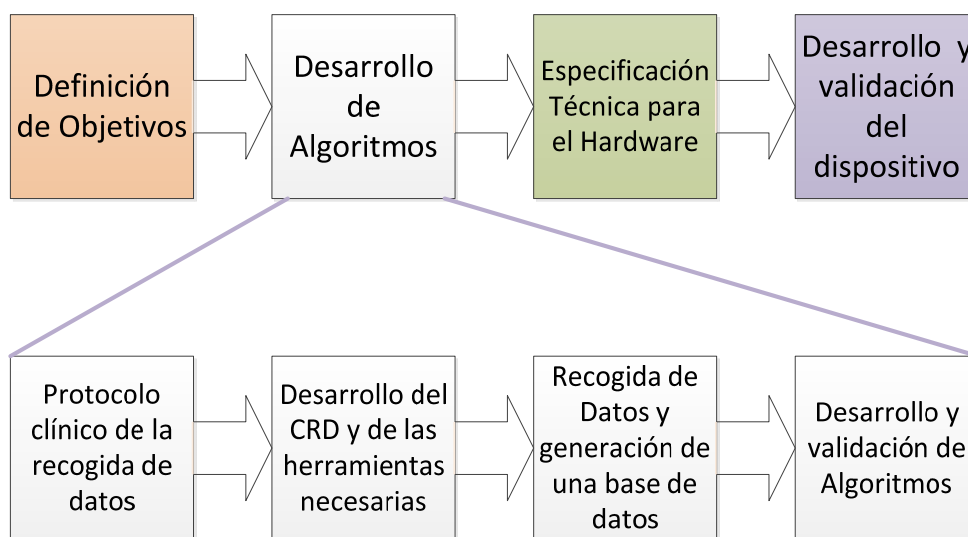 Definición
de Objetivos
Desarrollo
de
Algoritmos
Especificación
Técnica para
el Hardware
Desarrollo y
validación
del
dispositivo
Protocolo
clínico de la
recogida de
datos
Desarrollo del
CRD y de las
herramientas
necesarias
Recogida de
Datos y
generación de
una base de
datos
Desarrollo y
validación de
Algoritmos